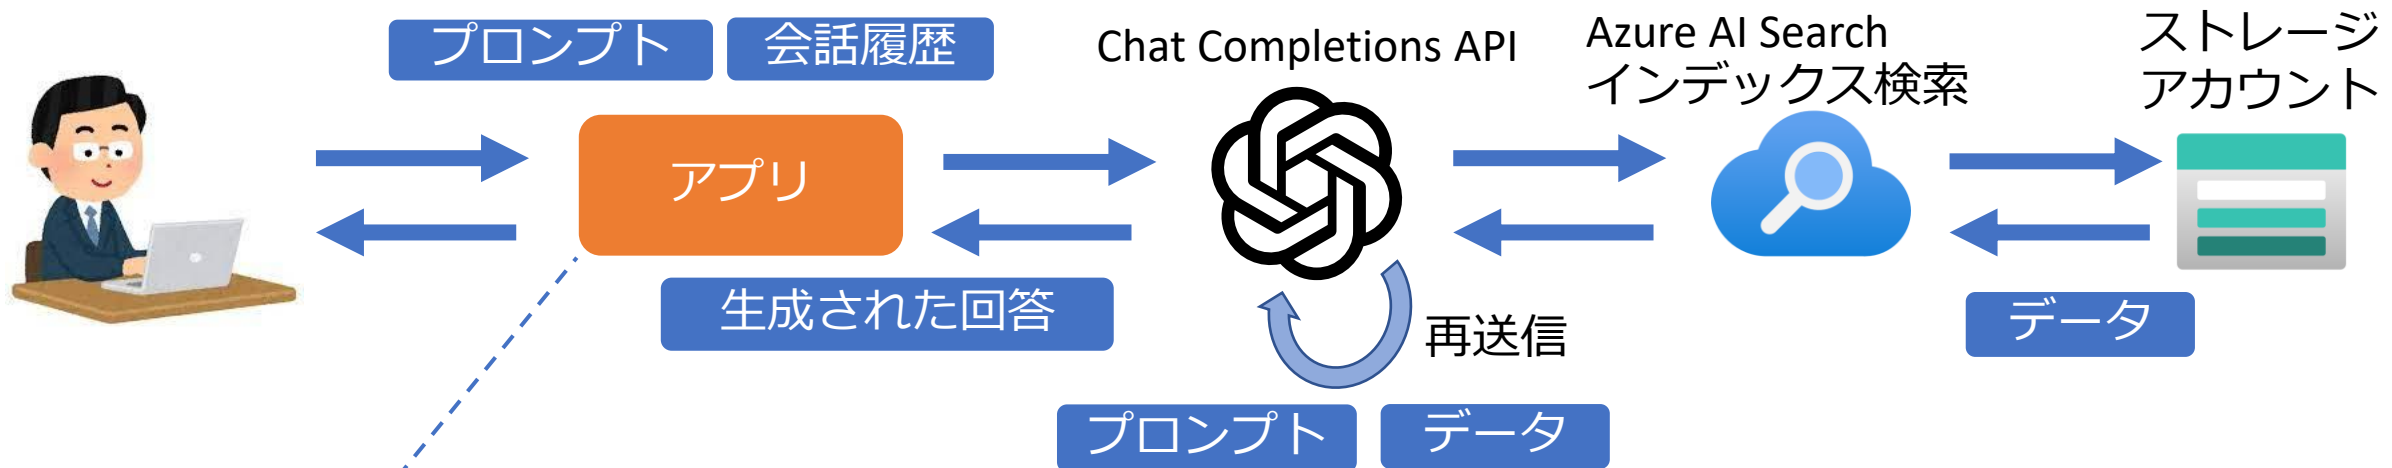 プロンプト
会話履歴
Chat Completions API
Azure AI Search
インデックス検索
ストレージ
アカウント
アプリ
生成された回答
再送信
データ
プロンプト
データ